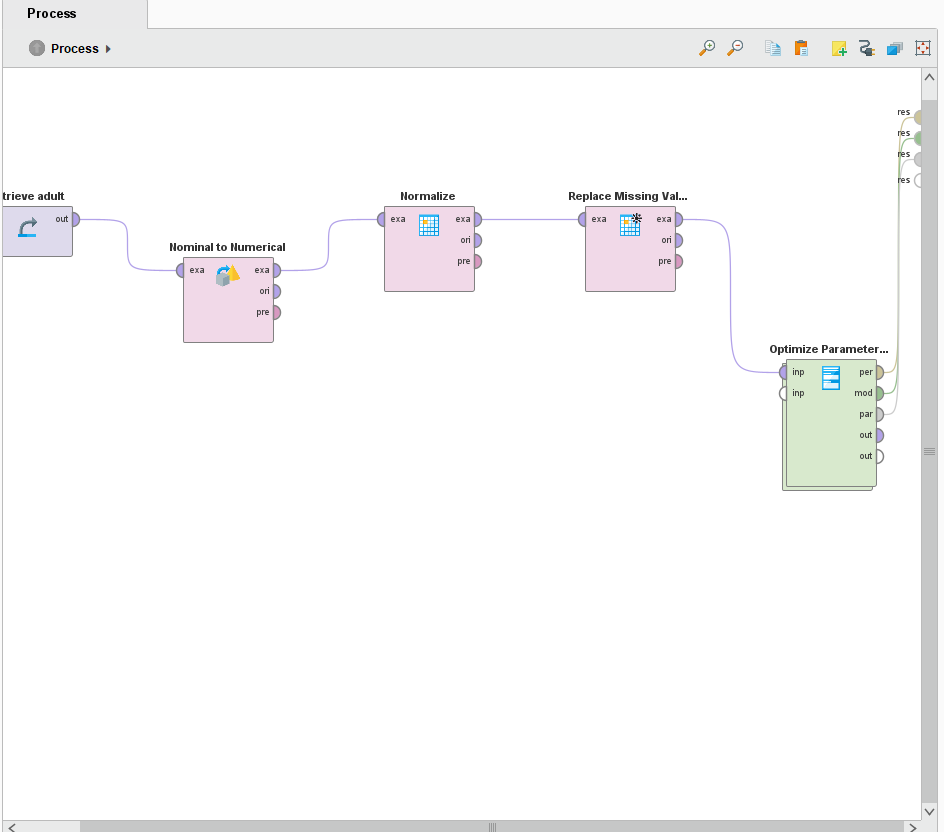 Process
Process
res
res
res
res
trieve adult
out
Nominal to Numerical
exa exa
ori
pre
Normalize
exa exa
ori
pre
Replace Missing Val...
exa exa
ori
pre
Optimize Parameter...
inp per
inp mod
par
out
out